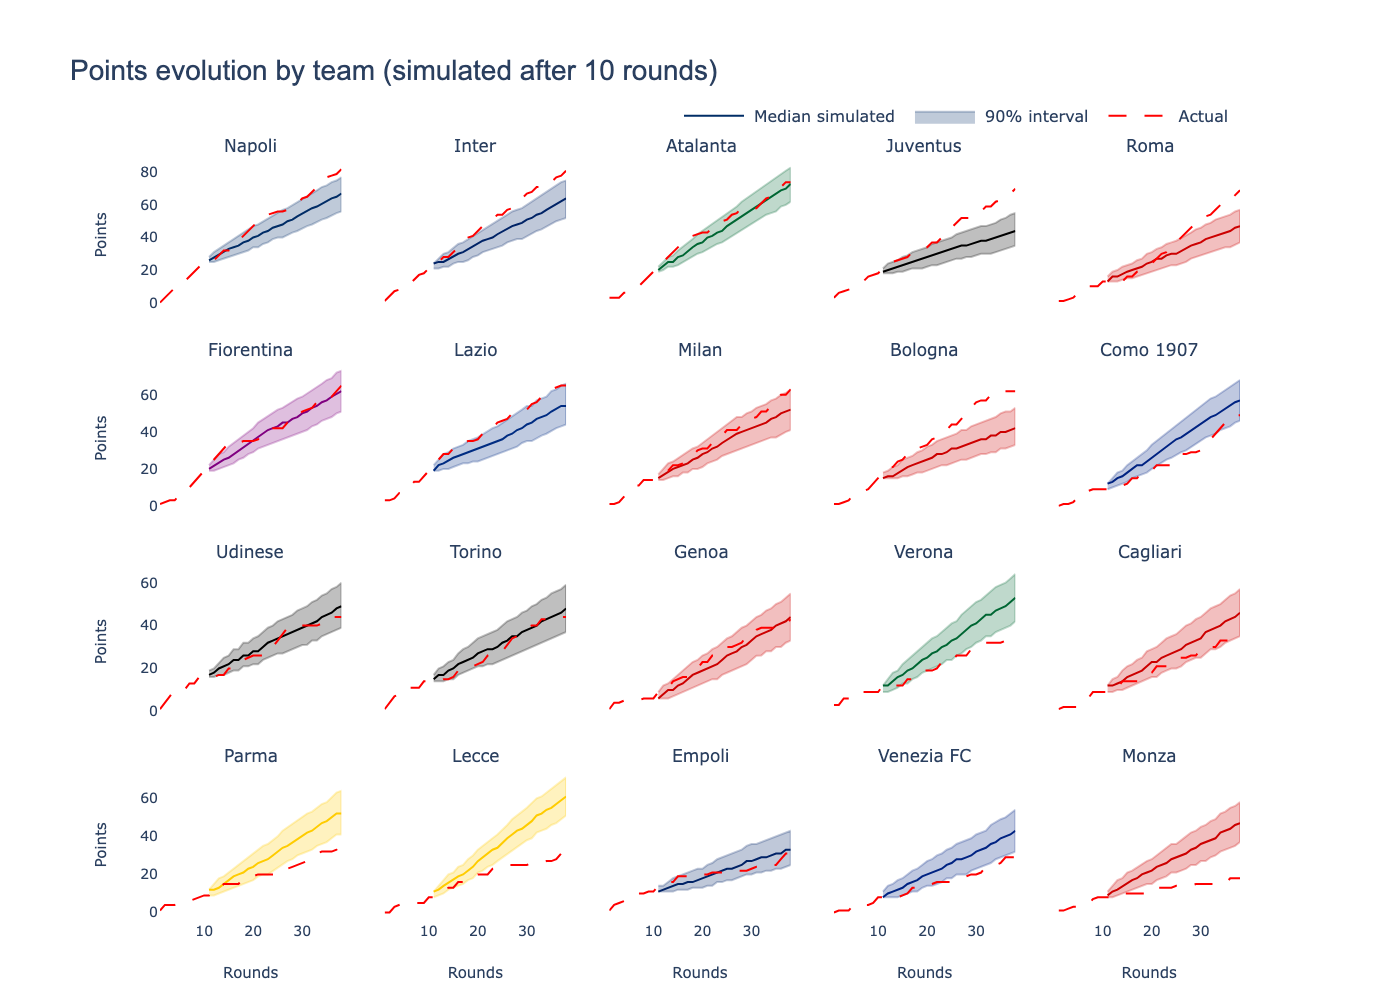 Points evolution by team (simulated after 10 rounds)
Median simulated 90% interval Actual
Napoli Inter Atalanta Juventus Roma
80
60
40
20
0
Points
Fiorentina Lazio Milan Bologna Como 1907
60
40
20
0
Points
Udinese Torino Genoa Verona Cagliari
60
40
20
0
Points
Parma Lecce Empoli Venezia FC Monza
60
40
20
0
Points
10 20 30 10 20 30 10 20 30 10 20 30 10 20 30
Rounds Rounds Rounds Rounds Rounds